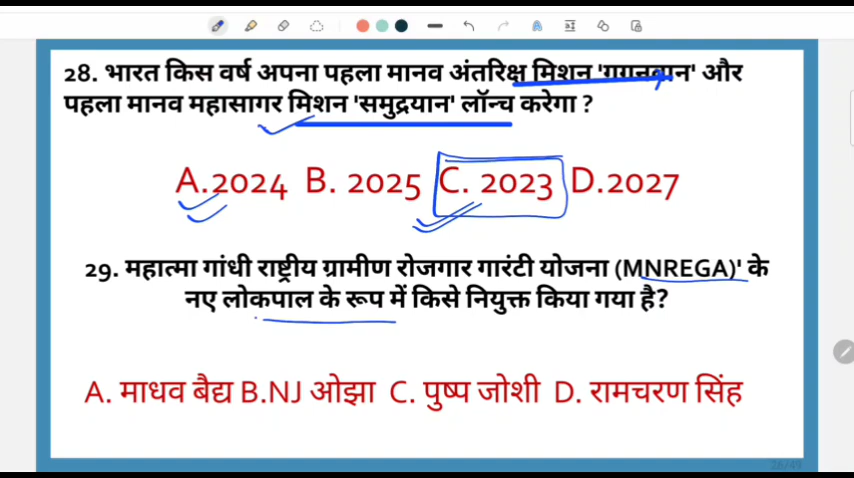 28. भारत किस वर्ष अपना पहला मानव अंतरिक्ष मिशन 'गगनयान' और
पहला मानव महासागर मिशन 'समुद्रयान' लॉन्च करेगा ?
A.2024 B. 2025 C. 2023 D.2027
29. महात्मा गांधी राष्ट्रीय ग्रामीण रोजगार गारंटी योजना (MNREGA)' के
नए लोकपाल के रूप में किसे नियुक्त किया गया है?
A. माधव बैद्य B.NJ ओझा C. पुष्प जोशी D. रामचरण सिंह